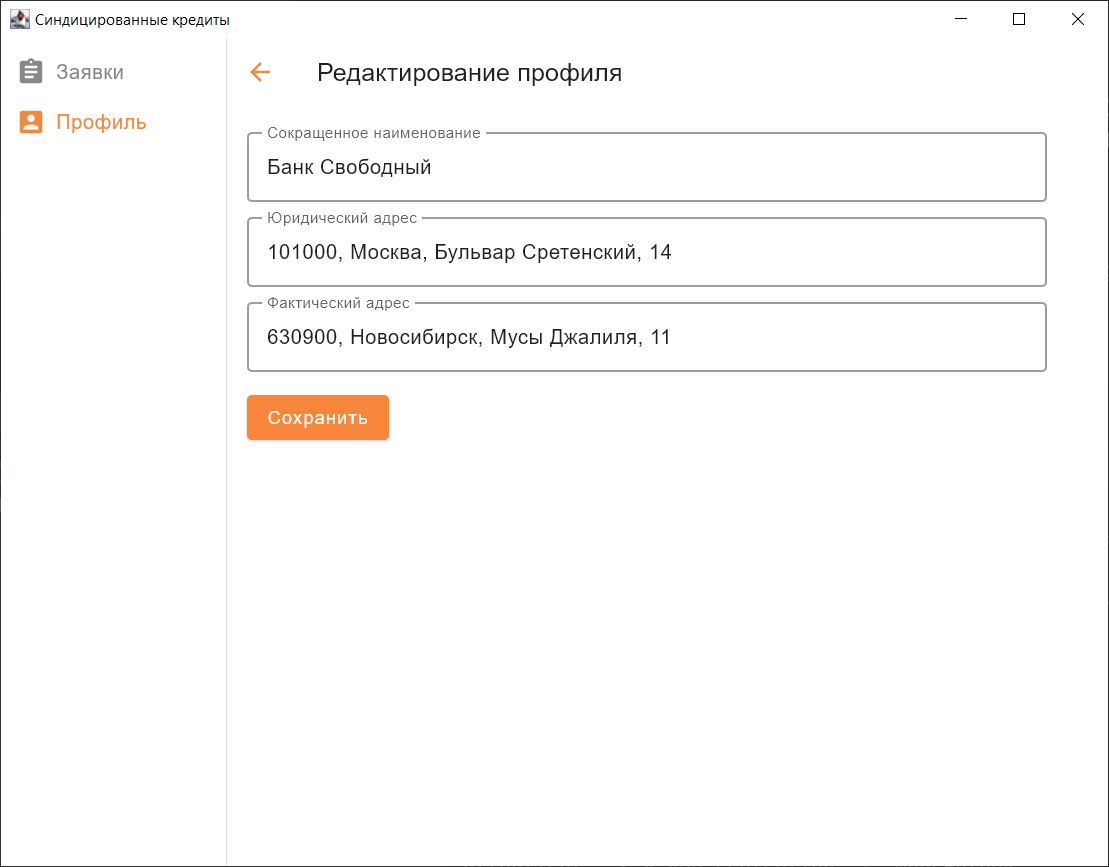 Синдицированные кредиты
Заявки
Профиль
Редактирование профиля
Сокращенное наименование
Банк Свободный
Юридический адрес
101000, Москва, Бульвар Сретенский, 14
Фактический адрес
630900, Новосибирск, Мусы Джалиля, 11
Сохранить